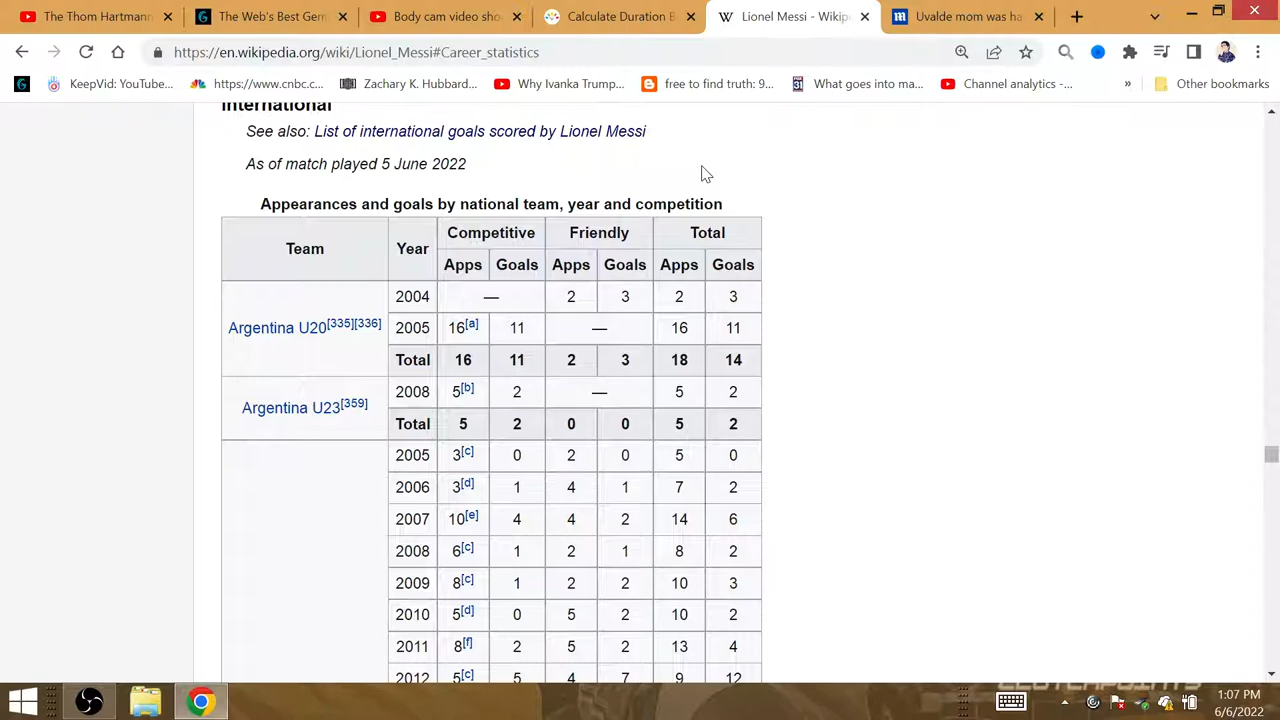 The Thom Hartmann
The Web's Best Gem
Body cam video sho
Calculate Duration B
Lionel Messi - Wikip
Uvalde mom was ha
https://en.wikipedia.org/wiki/Lionel_Messi#Career_statistics
KeepVid: YouTube... https://www.cnbc.c... Zachary K. Hubbard... Why Ivanka Trump... free to find truth: 9... What goes into ma... Channel analytics -... » Other bookmarks
International
See also: List of international goals scored by Lionel Messi
As of match played 5 June 2022
Appearances and goals by national team, year and competition
Team Year Competitive Friendly Total
Apps Goals Apps Goals Apps Goals
Argentina U20[335][336]
2004 — 2 3 2 3
2005 16[a] 11 — 16 11
Total 16 11 2 3 18 14
Argentina U23[359]
2008 5[b] 2 — 5 2
Total 5 2 0 0 5 2
2005 3[c] 0 2 0 5 0
2006 3[d] 1 4 1 7 2
2007 10[e] 4 4 2 14 6
2008 6[c] 1 2 1 8 2
2009 8[c] 1 2 2 10 3
2010 5[d] 0 5 2 10 2
2011 8[f] 2 5 2 13 4
2012 5[c] 5 4 7 9 12
1:07 PM
6/6/2022